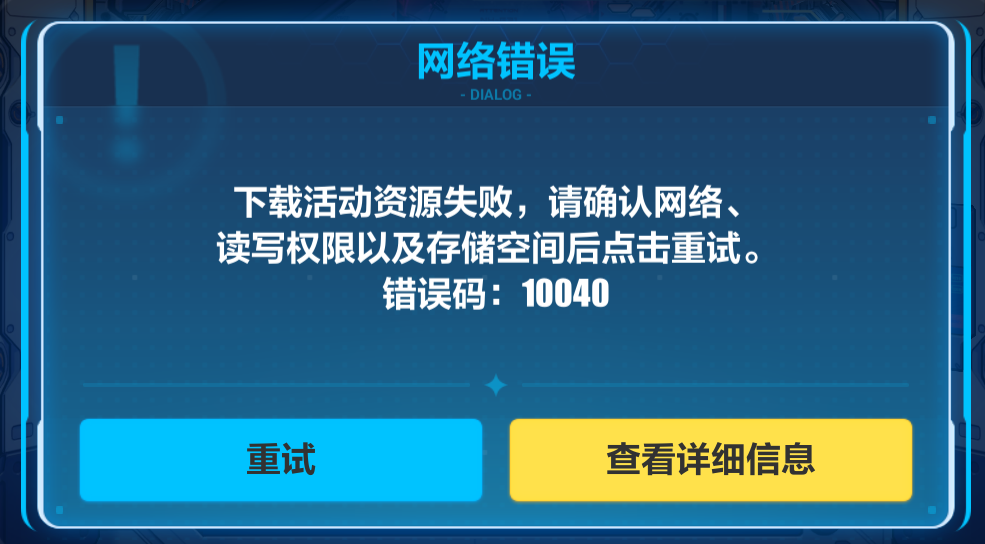 网络错误
- DIALOG -
下载活动资源失败，请确认网络、
读写权限以及存储空间后点击重试。
错误码：10040
重试
查看详细信息